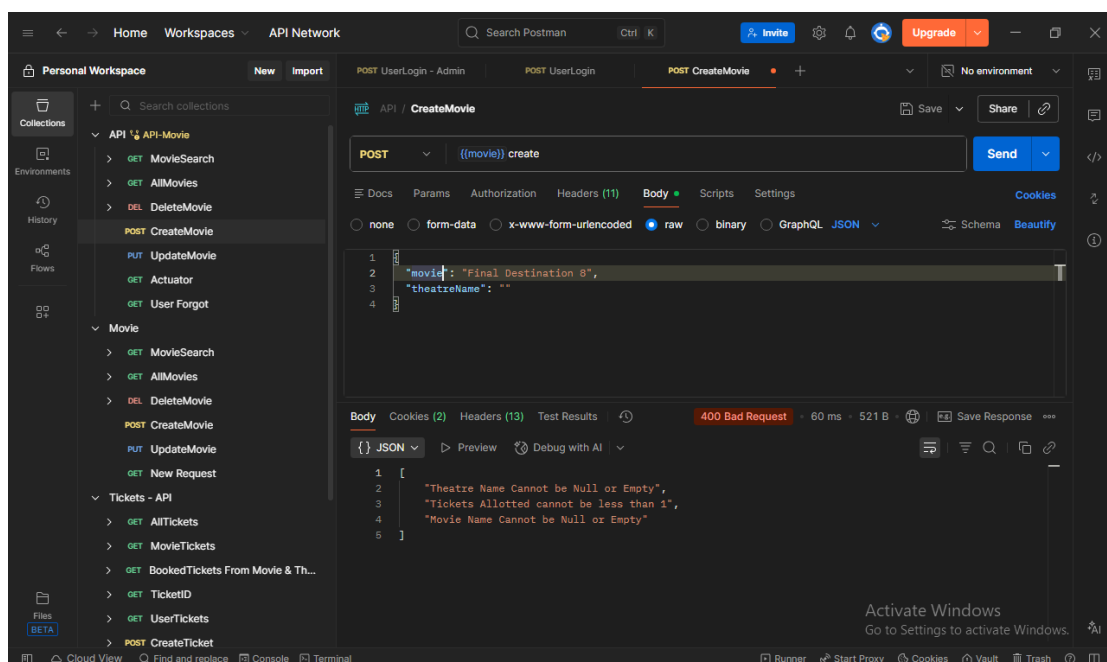 Home Workspaces API Network Search Postman Ctrl K Invite Upgrade
Personal Workspace New Import POST UserLogin - Admin POST UserLogin POST CreateMovie No environment
Collections
Environments
History
Flows
Files
BETA
Search collections
API API-Movie
GET MovieSearch
GET AllMovies
DEL DeleteMovie
POST CreateMovie
PUT UpdateMovie
GET Actuator
GET User Forgot
Movie
GET MovieSearch
GET AllMovies
DEL DeleteMovie
POST CreateMovie
PUT UpdateMovie
GET New Request
Tickets - API
GET AllTickets
GET MovieTickets
GET BookedTickets From Movie & Th...
GET TicketID
GET UserTickets
POST CreateTicket
HTTP API / CreateMovie Save Share
POST {{movie}} create Send
Docs Params Authorization Headers (11) Body Scripts Settings Cookies
none form-data x-www-form-urlencoded raw binary GraphQL JSON Schema Beautify
1 {
2 "movie": "Final Destination 8",
3 "theatreName": ""
4 }
Body Cookies (2) Headers (13) Test Results 400 Bad Request 60 ms 521 B Save Response
{} JSON Preview Debug with AI
1 [
2 "Theatre Name Cannot be Null or Empty",
3 "Tickets Allotted cannot be less than 1",
4 "Movie Name Cannot be Null or Empty"
5 ]
Activate Windows
Go to Settings to activate Windows.
AI
Cloud View Find and replace Console Terminal Runner Start Proxy Cookies Vault Trash